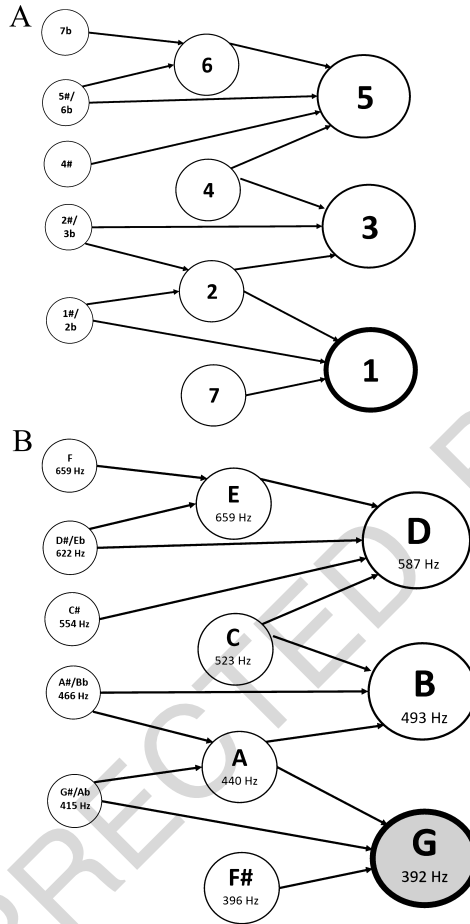 A
7b
6
5
5#/
6b
4#
4
2#/
3b
3
2
1#/
2b
1
7
B
F
659 Hz
E
659 Hz
D
587 Hz
D#/Eb
622 Hz
C#
554 Hz
C
523 Hz
A#/Bb
466 Hz
B
493 Hz
A
440 Hz
G#/Ab
415 Hz
G
392 Hz
F#
396 Hz
RECTED